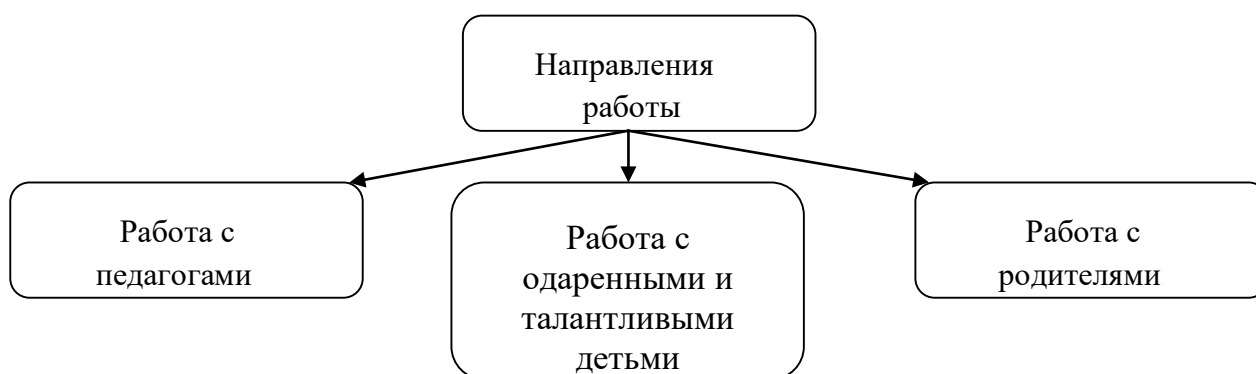 Направления
работы
Работа с
педагогами
Работа с
одаренными и
талантливыми
детьми
Работа с
родителями